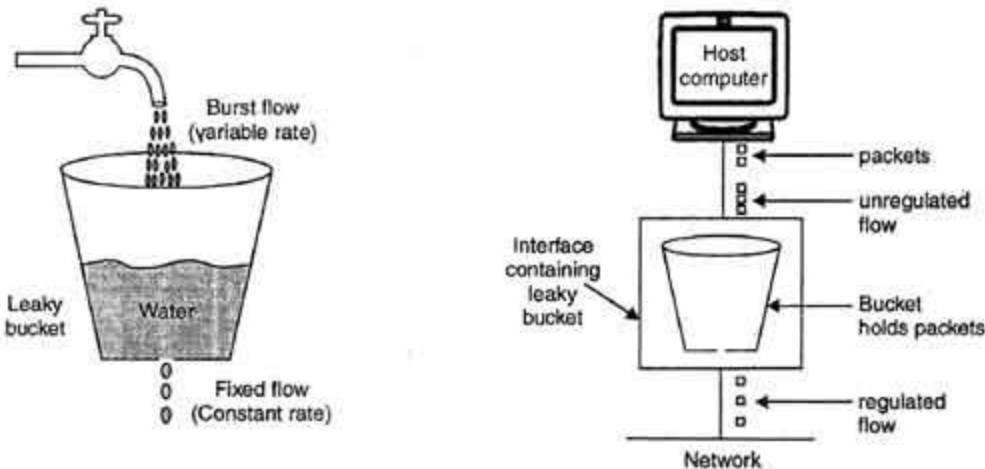 Burst flow
(variable rate)
Leaky
bucket
Water
Fixed flow
(Constant rate)
Host
computer
packets
unregulated
flow
Interface
containing
leaky
bucket
Bucket
holds packets
regulated
flow
Network